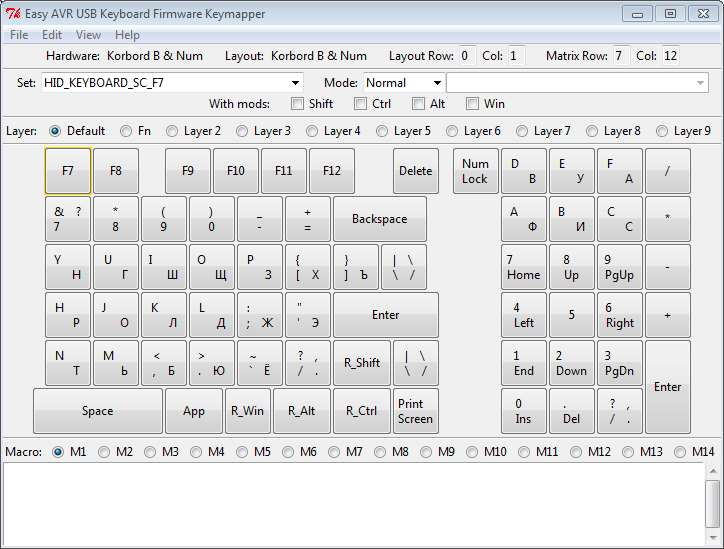 Easy AVR USB Keyboard Firmware Keymapper
File Edit View Help
Hardware: Korbord B & Num Layout: Korbord B & Num Layout Row: 0 Col: 1 Matrix Row: 7 Col: 12
Set: HID_KEYBOARD_SC_F7 Mode: Normal
With mods: Shift Ctrl Alt Win
Layer: Default Fn Layer 2 Layer 3 Layer 4 Layer 5 Layer 6 Layer 7 Layer 8 Layer 9
F7 F8 F9 F10 F11 F12 Delete Num Lock D В E У F А /
& ? 7 * 8 ( 9 ) 0 _ - + = Backspace A Ф B И C С *
Y Н U Г I Ш O Щ P З { [ Х } ] Ъ | \ \ / 7 Home 8 Up 9 PgUp -
H Р J О K Л L Д : ; Ж " ' Э Enter 4 Left 5 6 Right +
N Т M Ь < , Б > . Ю ~ ` Ё ? , / . R_Shift | \ \ / 1 End 2 Down 3 PgDn Enter
Space App R_Win R_Alt R_Ctrl Print Screen 0 Ins . Del ? , / .
Macro: M1 M2 M3 M4 M5 M6 M7 M8 M9 M10 M11 M12 M13 M14